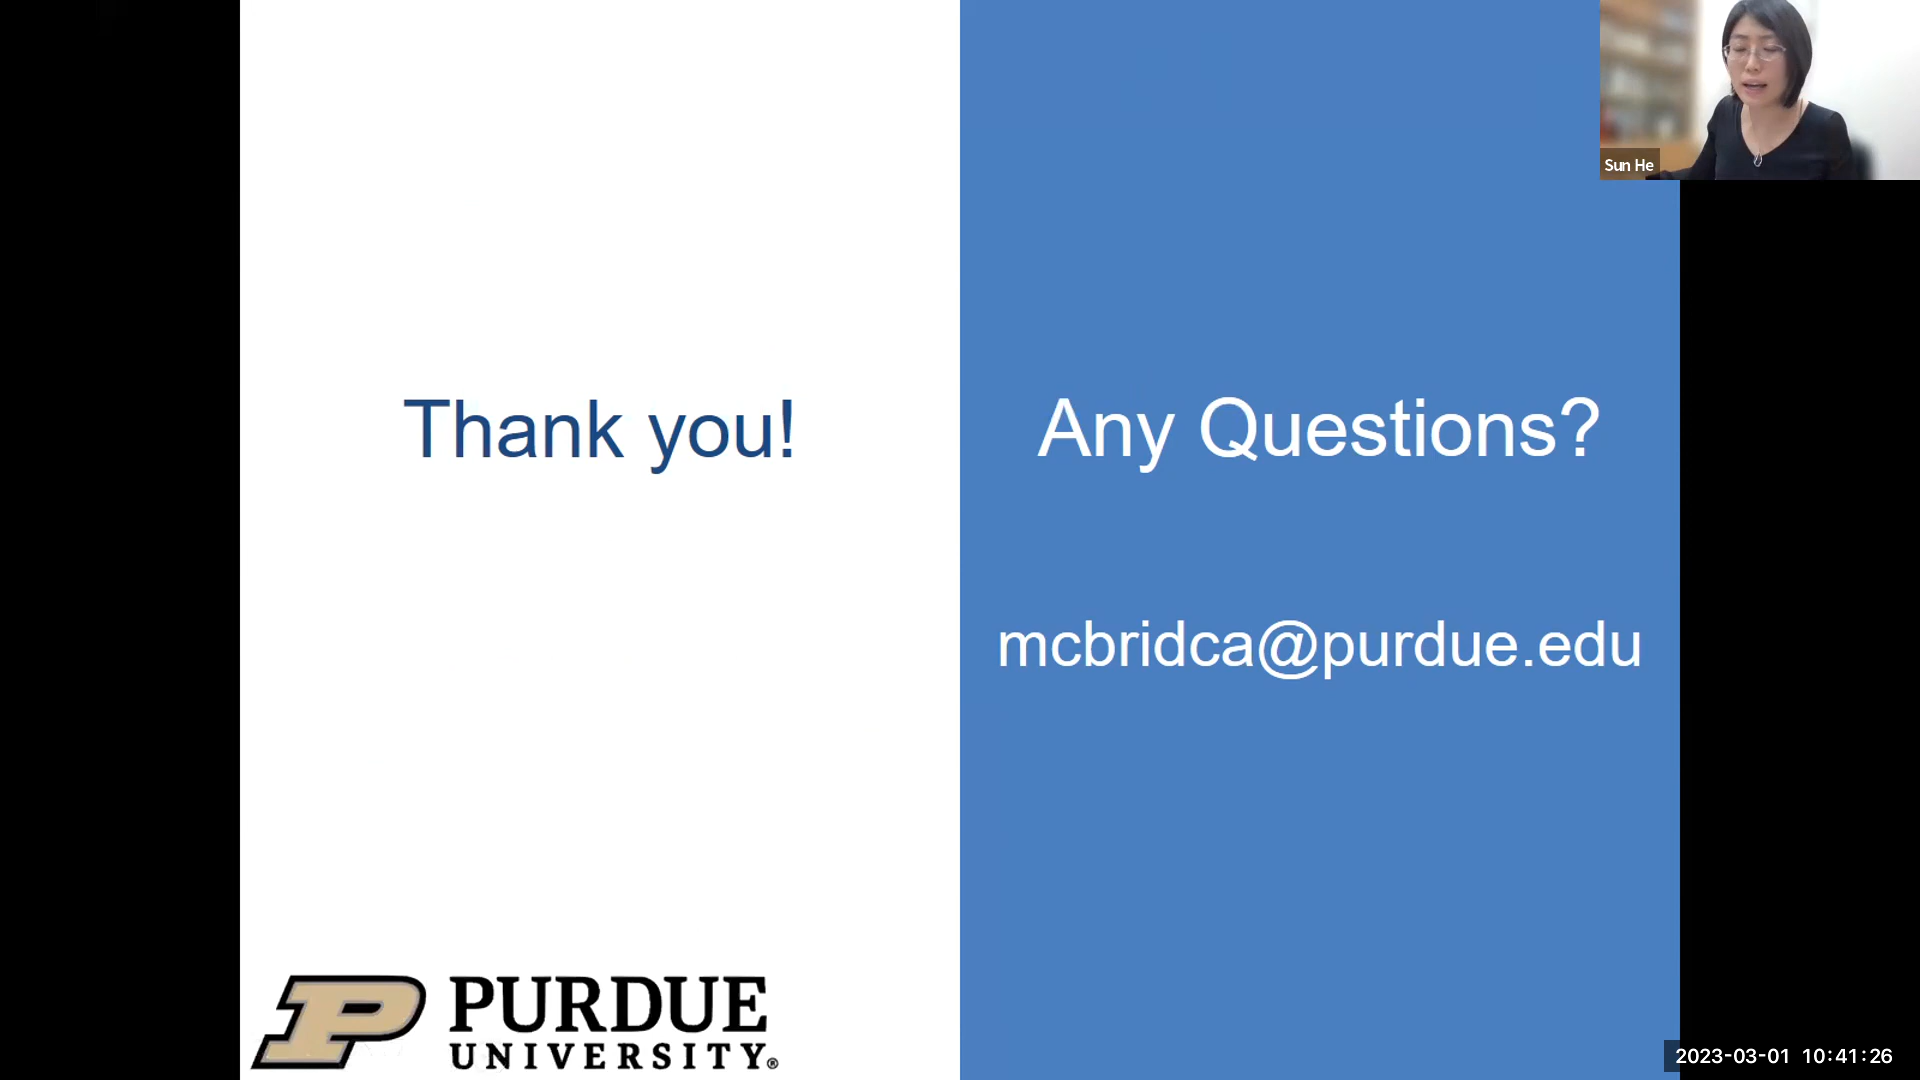 Thank you!
Any Questions?
mcbridca@purdue.edu
Sun He
PURDUE
UNIVERSITY®
2023-03-01 10:41:26